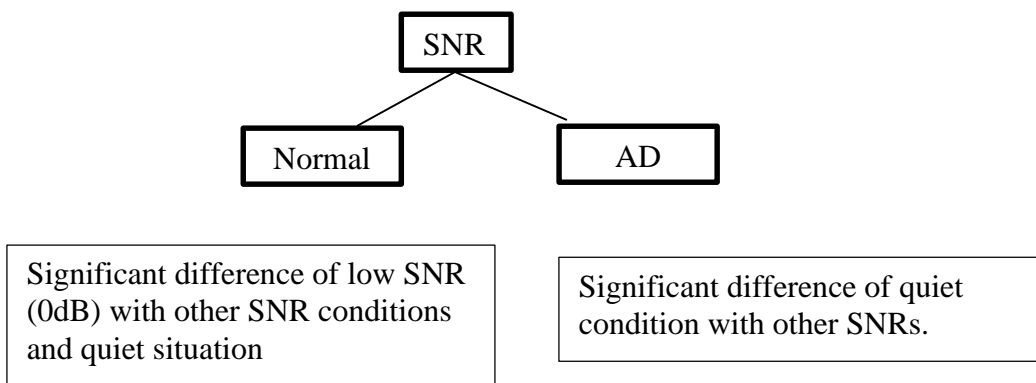 SNR
Normal
AD
Significant difference of low SNR
(0dB) with other SNR conditions
and quiet situation
Significant difference of quiet
condition with other SNRs.